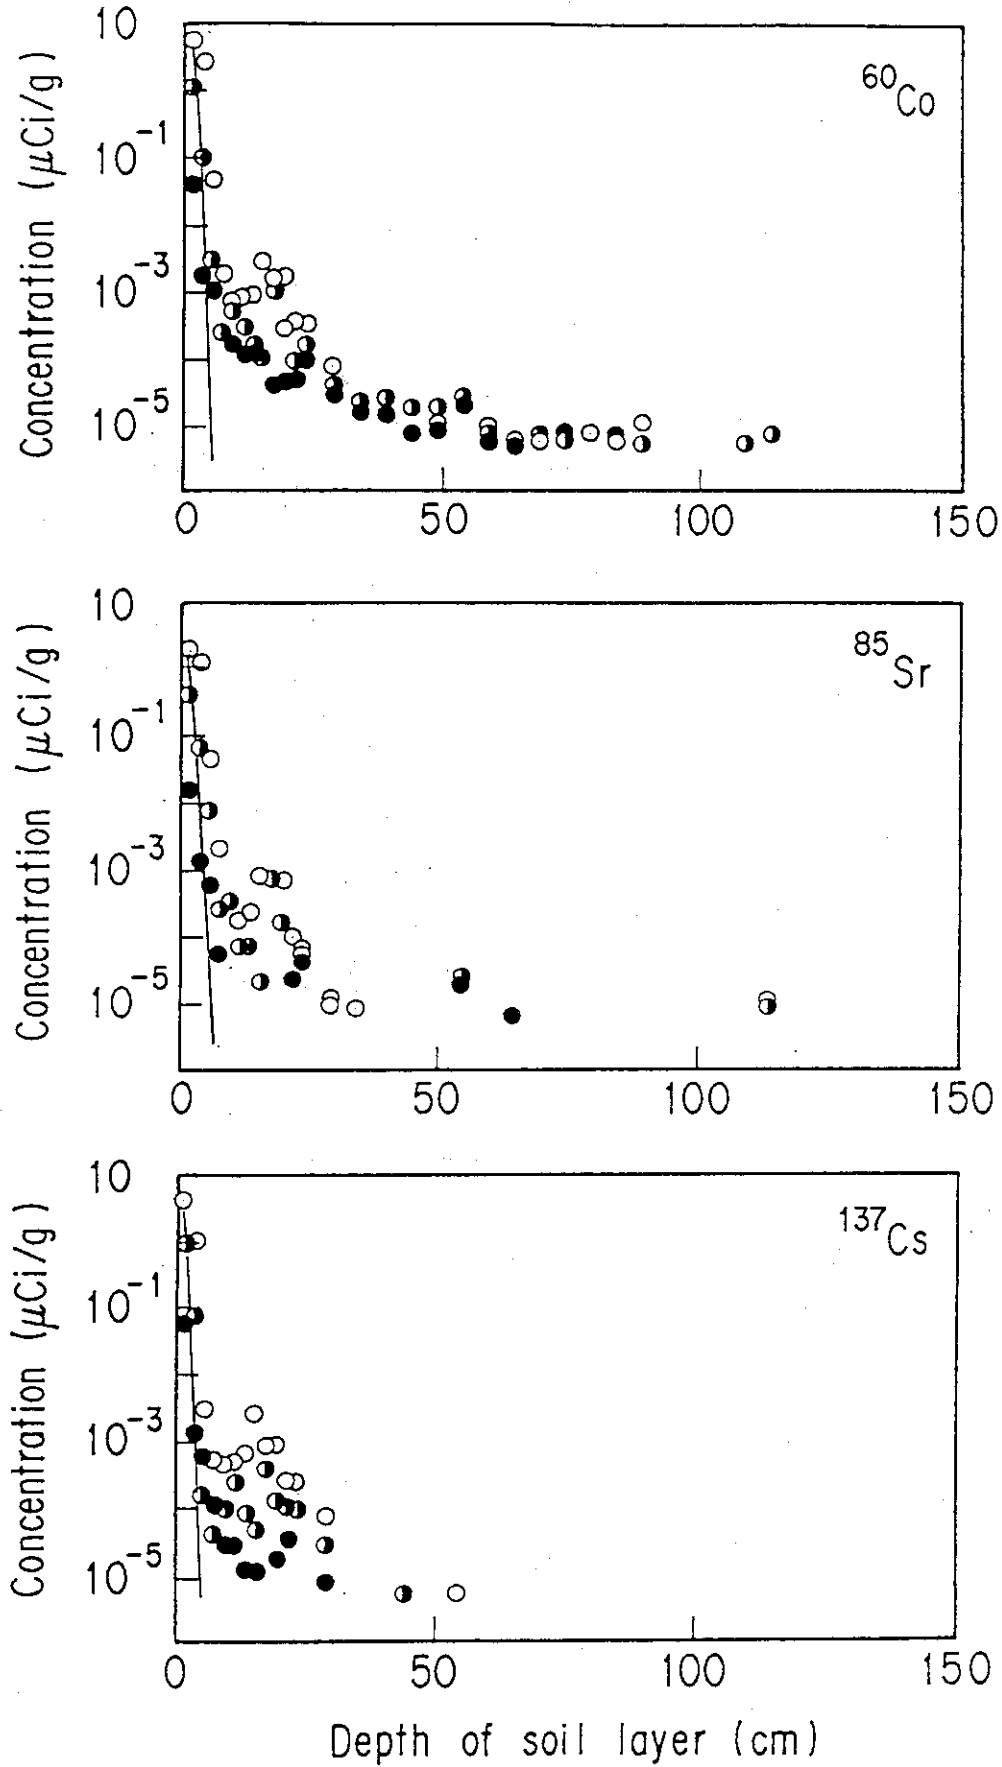 10
10⁻¹
10⁻³
10⁻⁵
Concentration (μCi/g)
⁶⁰Co
0 50 100 150
10
10⁻¹
10⁻³
10⁻⁵
Concentration (μCi/g)
⁸⁵Sr
0 50 100 150
10
10⁻¹
10⁻³
10⁻⁵
Concentration (μCi/g)
¹³⁷Cs
0 50 100 150
Depth of soil layer (cm)